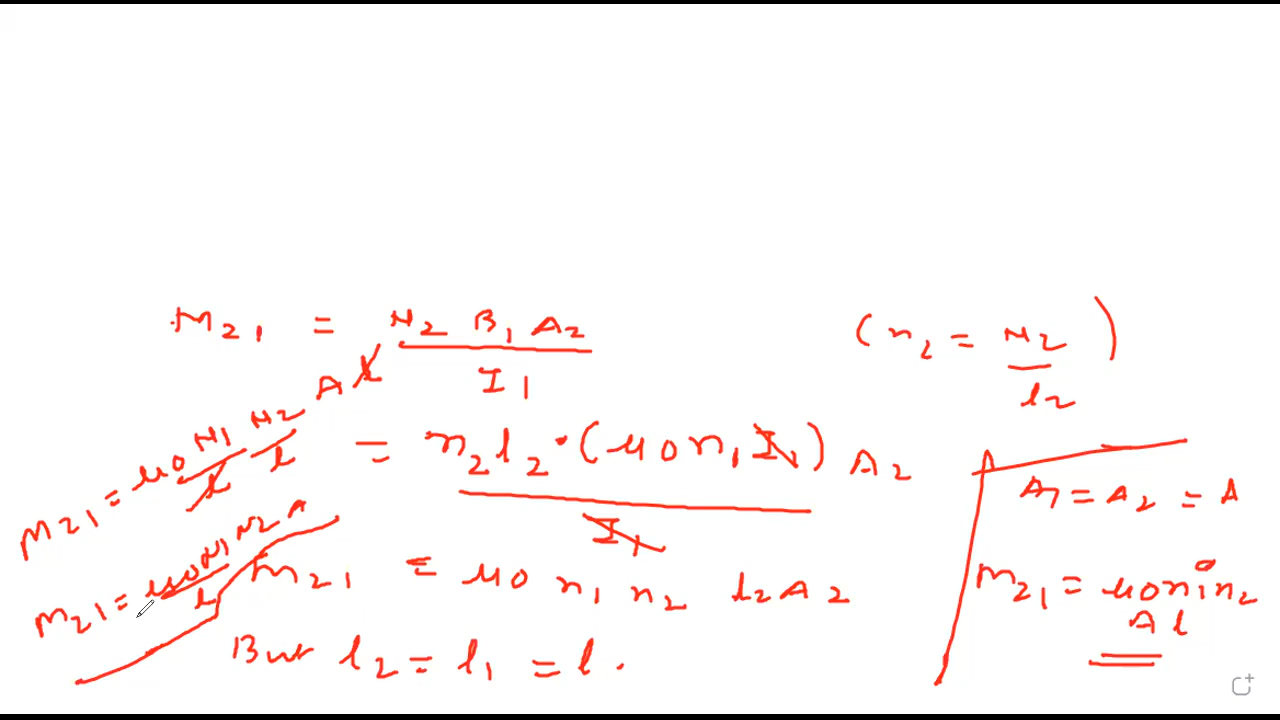 M21 = N2 B1 A2 / I1
(n2 = N2 / l2)
= n2 l2 · (μ0 n1 I1) A2 / I1
M21 = μ0 n1 n2 l2 A2
But l2 = l1 = l.
A1 = A2 = A
M21 = μ0 n1 n2
A l
M21 = μ0 N1 / l N2 / l A l
M21 = μ0 N1 N2 A / l